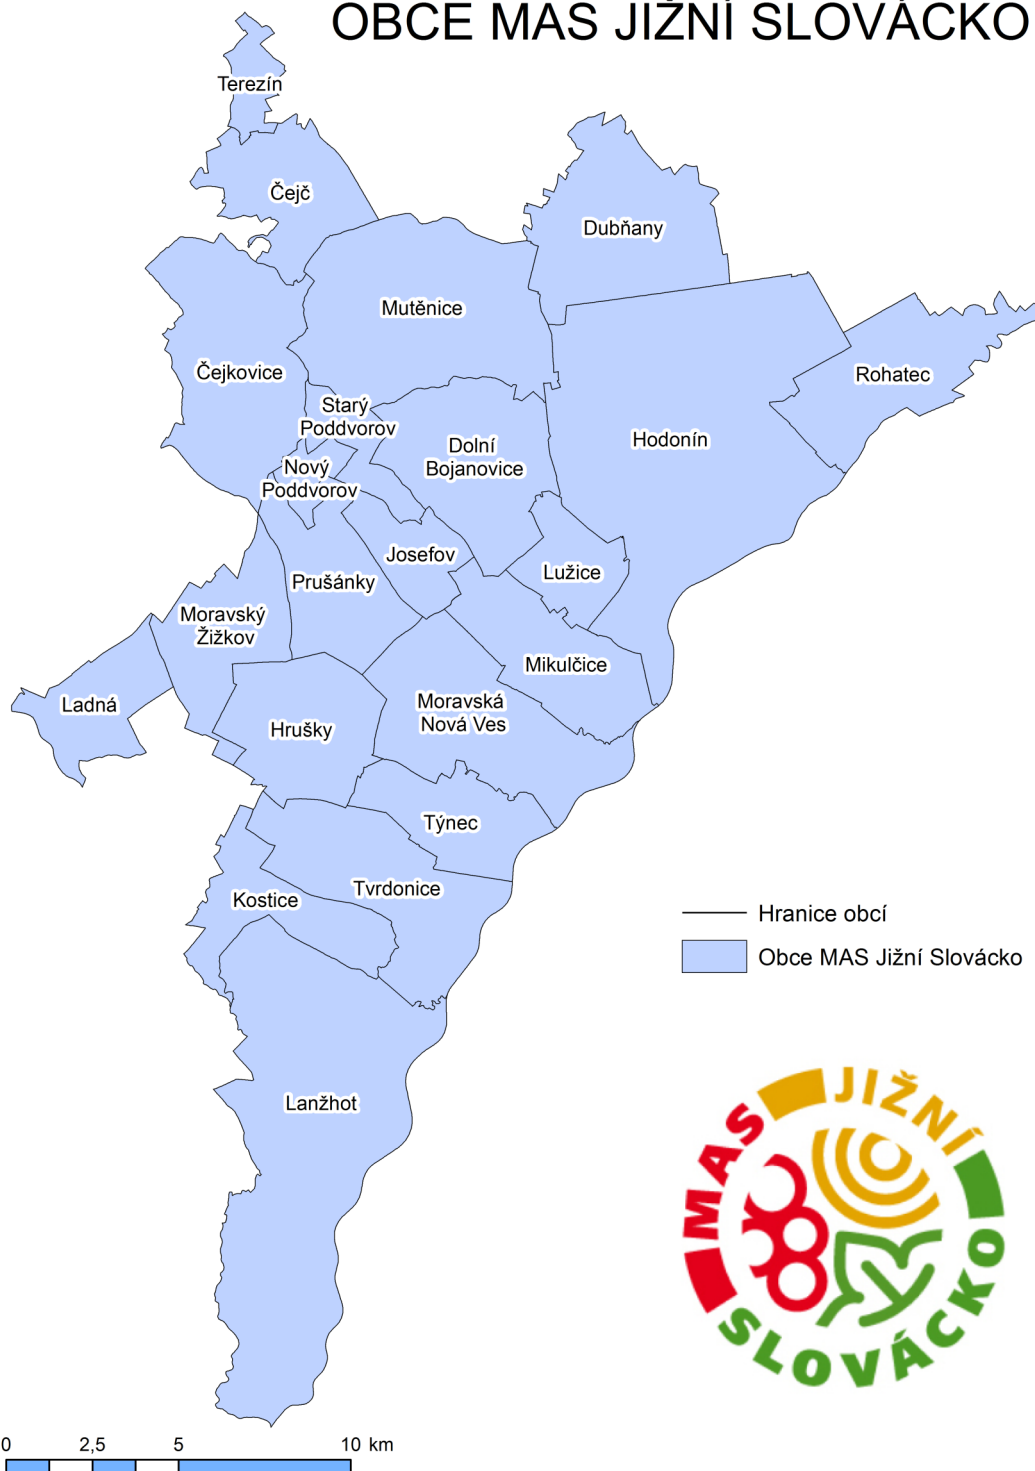 OBCE MAS JIŽNÍ SLOVÁCKO
Terezín
Čejč
Dubňany
Mutěnice
Čejkovice
Rohatec
Starý
Poddvorov
Hodonín
Dolní
Bojanovice
Nový
Poddvorov
Josefov
Lužice
Prušánky
Moravský
Žižkov
Mikulčice
Ladná
Moravská
Nová Ves
Hrušky
Týnec
Tvrdonice
Kostice
Hranice obcí
Obce MAS Jižní Slovácko
Lanžhot
MAS JIŽNÍ SLOVÁCKO
0 2,5 5 10 km